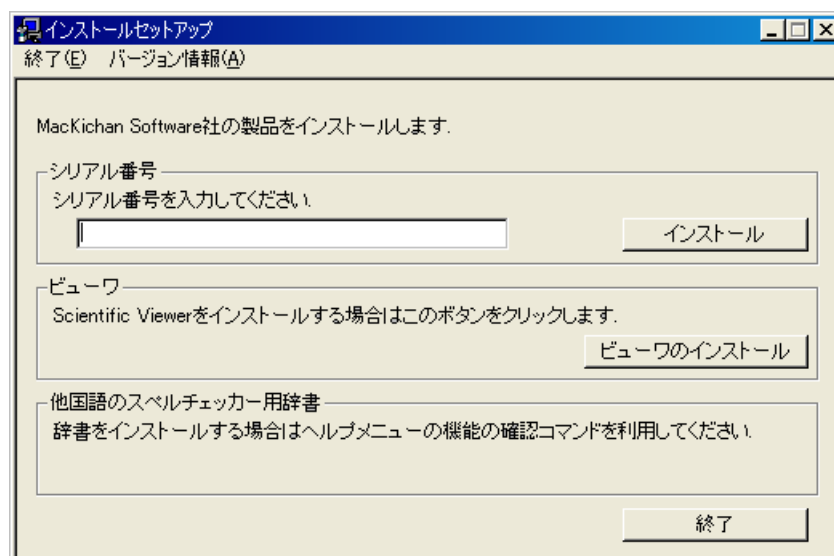 インストールセットアップ
終了(E) バージョン情報(A)
MacKichan Software社の製品をインストールします.
シリアル番号
シリアル番号を入力してください.
インストール
ビューワ
Scientific Viewerをインストールする場合はこのボタンをクリックします.
ビューワのインストール
他国語のスペルチェッカー用辞書
辞書をインストールする場合はヘルプメニューの機能の確認コマンドを利用してください.
終了